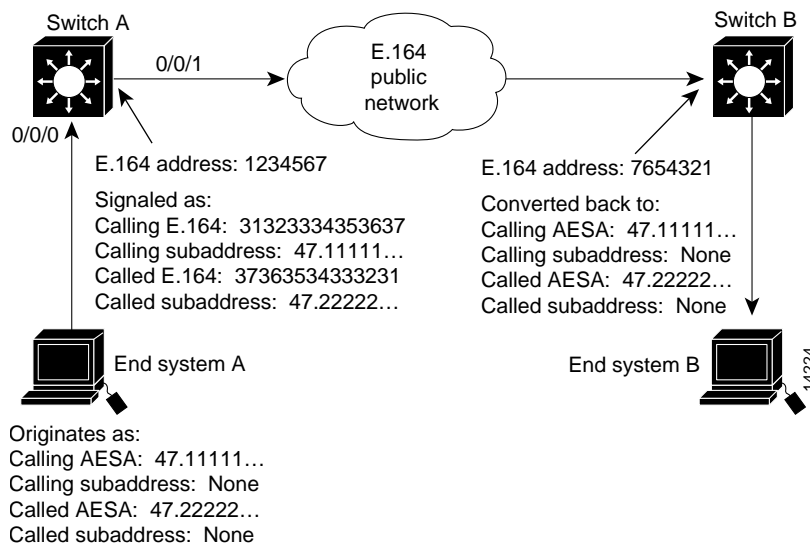 Switch A
Switch B
0/0/1
E.164
public
network
0/0/0
E.164 address: 1234567
Signaled as:
Calling E.164: 31323334353637
Calling subaddress: 47.11111…
Called E.164: 37363534333231
Called subaddress: 47.22222…
E.164 address: 7654321
Converted back to:
Calling AESA: 47.11111…
Calling subaddress: None
Called AESA: 47.22222…
Called subaddress: None
End system A
End system B
14224
Originates as:
Calling AESA: 47.11111…
Calling subaddress: None
Called AESA: 47.22222…
Called subaddress: None